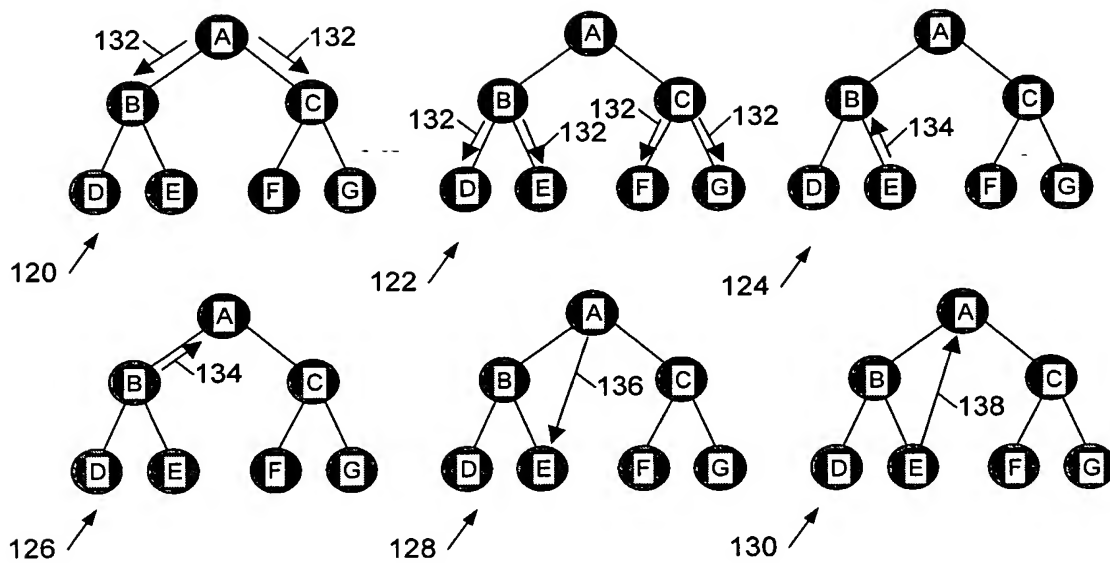 132 A 132
B C
D E F G
120
A
B C
132 132 132 132
D E F G
122
A
B C
134
D E F G
124
A
B 134 C
D E F G
126
A
B 136 C
D E F G
128
A
B 138 C
D E F G
130